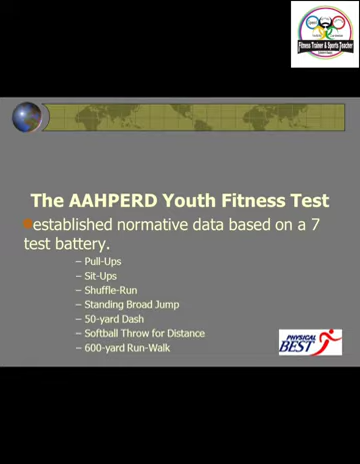 Fitness Trainer & Sports Teacher
The AAHPERD Youth Fitness Test
established normative data based on a 7
test battery.
– Pull-Ups
– Sit-Ups
– Shuffle-Run
– Standing Broad Jump
– 50-yard Dash
– Softball Throw for Distance
– 600-yard Run-Walk
PHYSICAL
BEST